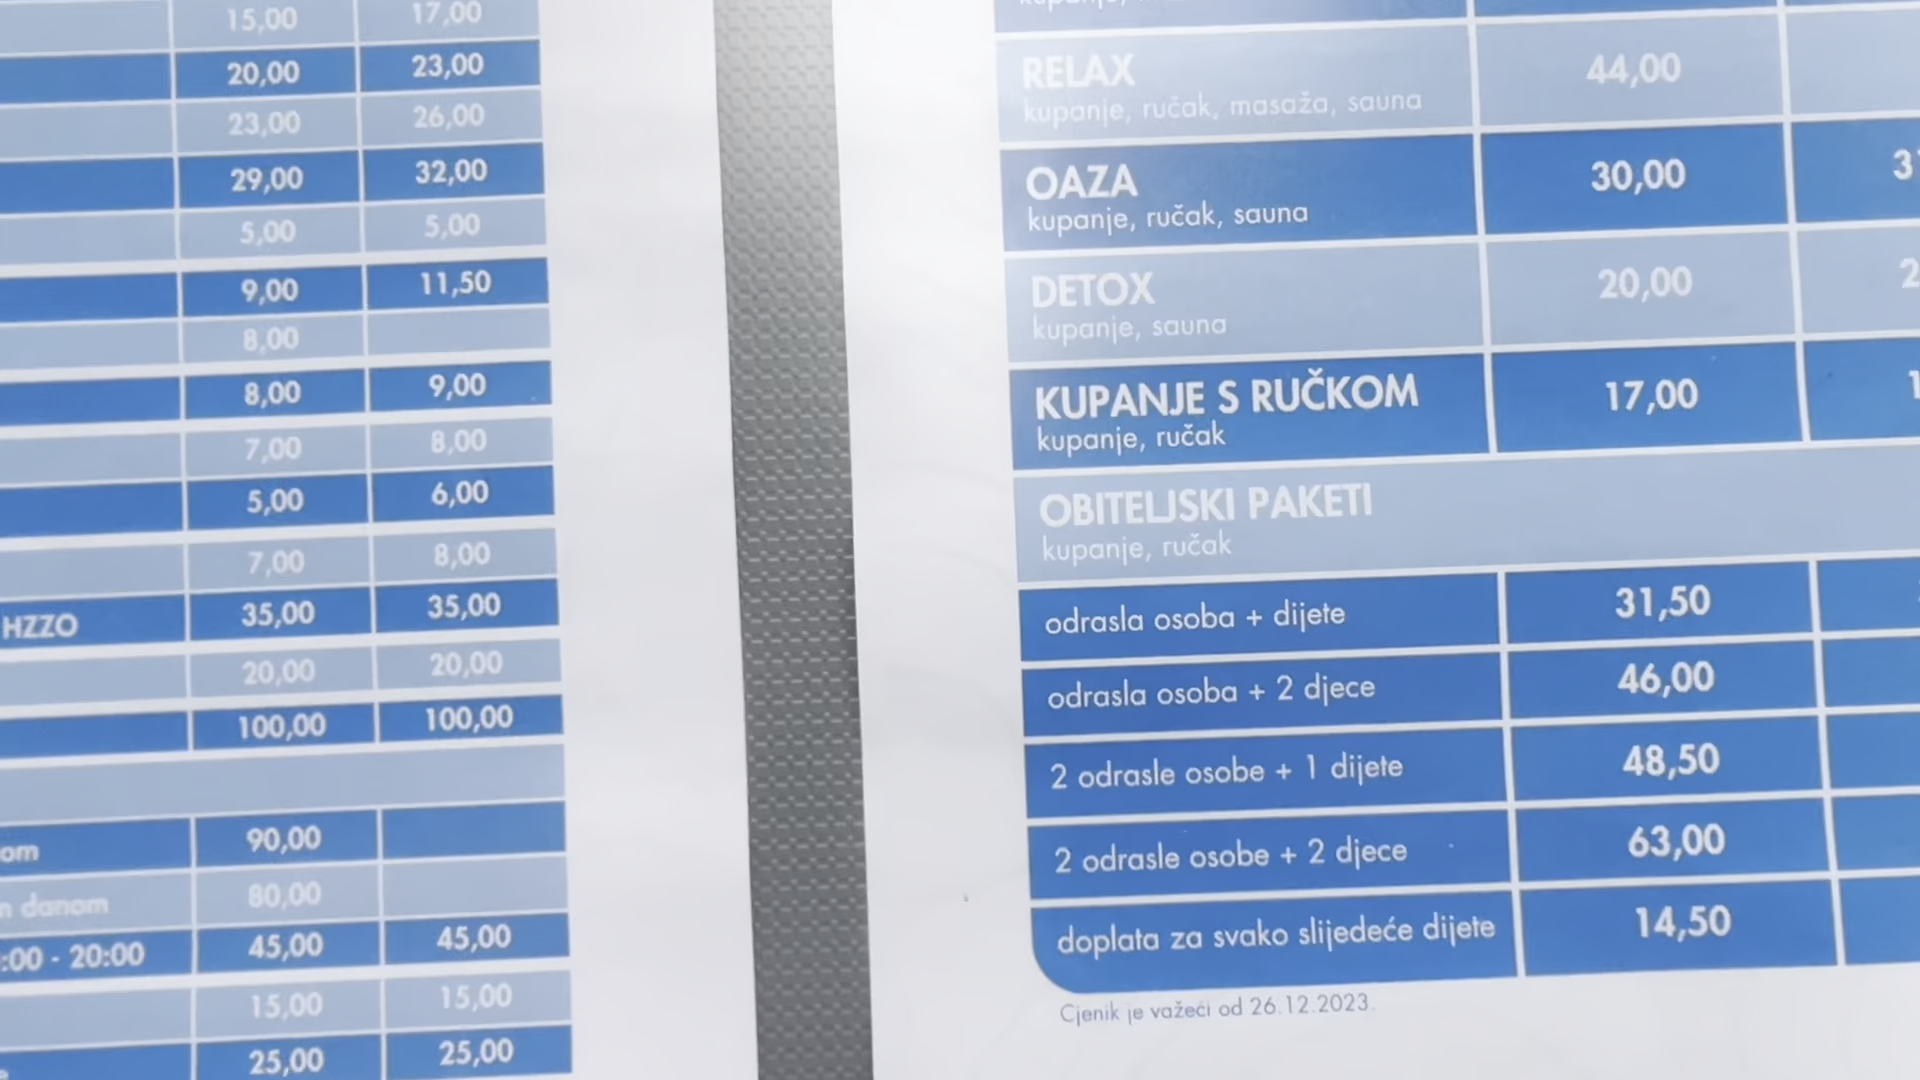 15,00 17,00
20,00 23,00
23,00 26,00
29,00 32,00
5,00 5,00
9,00 11,50
8,00
8,00 9,00
7,00 8,00
5,00 6,00
7,00 8,00
HZZO 35,00 35,00
20,00 20,00
100,00 100,00
90,00
danom 80,00
:00 - 20:00 45,00 45,00
15,00 15,00
25,00 25,00
RELAX 44,00
kupanje, ručak, masaža, sauna
OAZA 30,00
kupanje, ručak, sauna
DETOX 20,00
kupanje, sauna
KUPANJE S RUČKOM 17,00
kupanje, ručak
OBITELJSKI PAKETI
kupanje, ručak
odrasla osoba + dijete 31,50
odrasla osoba + 2 djece 46,00
2 odrasle osobe + 1 dijete 48,50
2 odrasle osobe + 2 djece 63,00
doplata za svako slijedeće dijete 14,50
Cjenik je važeći od 26.12.2023.